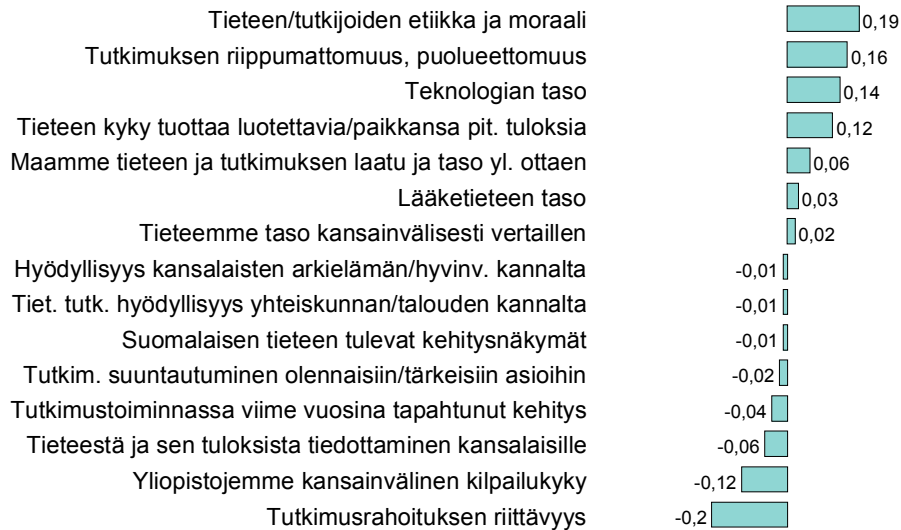 Tieteen/tutkijoiden etiikka ja moraali 0,19
Tutkimuksen riippumattomuus, puolueettomuus 0,16
Teknologian taso 0,14
Tieteen kyky tuottaa luotettavia/paikkansa pit. tuloksia 0,12
Maamme tieteen ja tutkimuksen laatu ja taso yl. ottaen 0,06
Lääketieteen taso 0,03
Tieteemme taso kansainvälisesti vertaillen 0,02
Hyödyllisyys kansalaisten arkielämän/hyvinv. kannalta -0,01
Tiet. tutk. hyödyllisyys yhteiskunnan/talouden kannalta -0,01
Suomalaisen tieteen tulevat kehitysnäkymät -0,01
Tutkim. suuntautuminen olennaisiin/tärkeisiin asioihin -0,02
Tutkimustoiminnassa viime vuosina tapahtunut kehitys -0,04
Tieteestä ja sen tuloksista tiedottaminen kansalaisille -0,06
Yliopistojemme kansainvälinen kilpailukyky -0,12
Tutkimusrahoituksen riittävyys -0,2